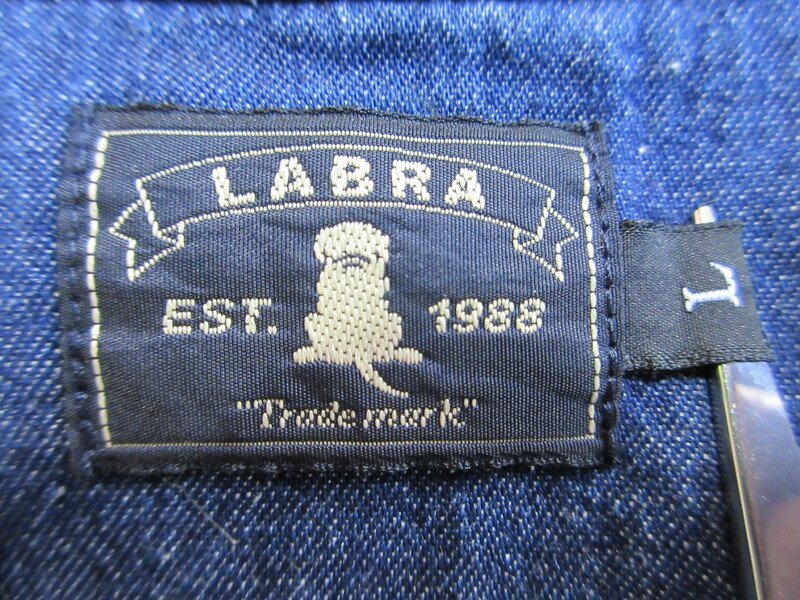 LABRA
EST. 1988
"Trade mark"
L